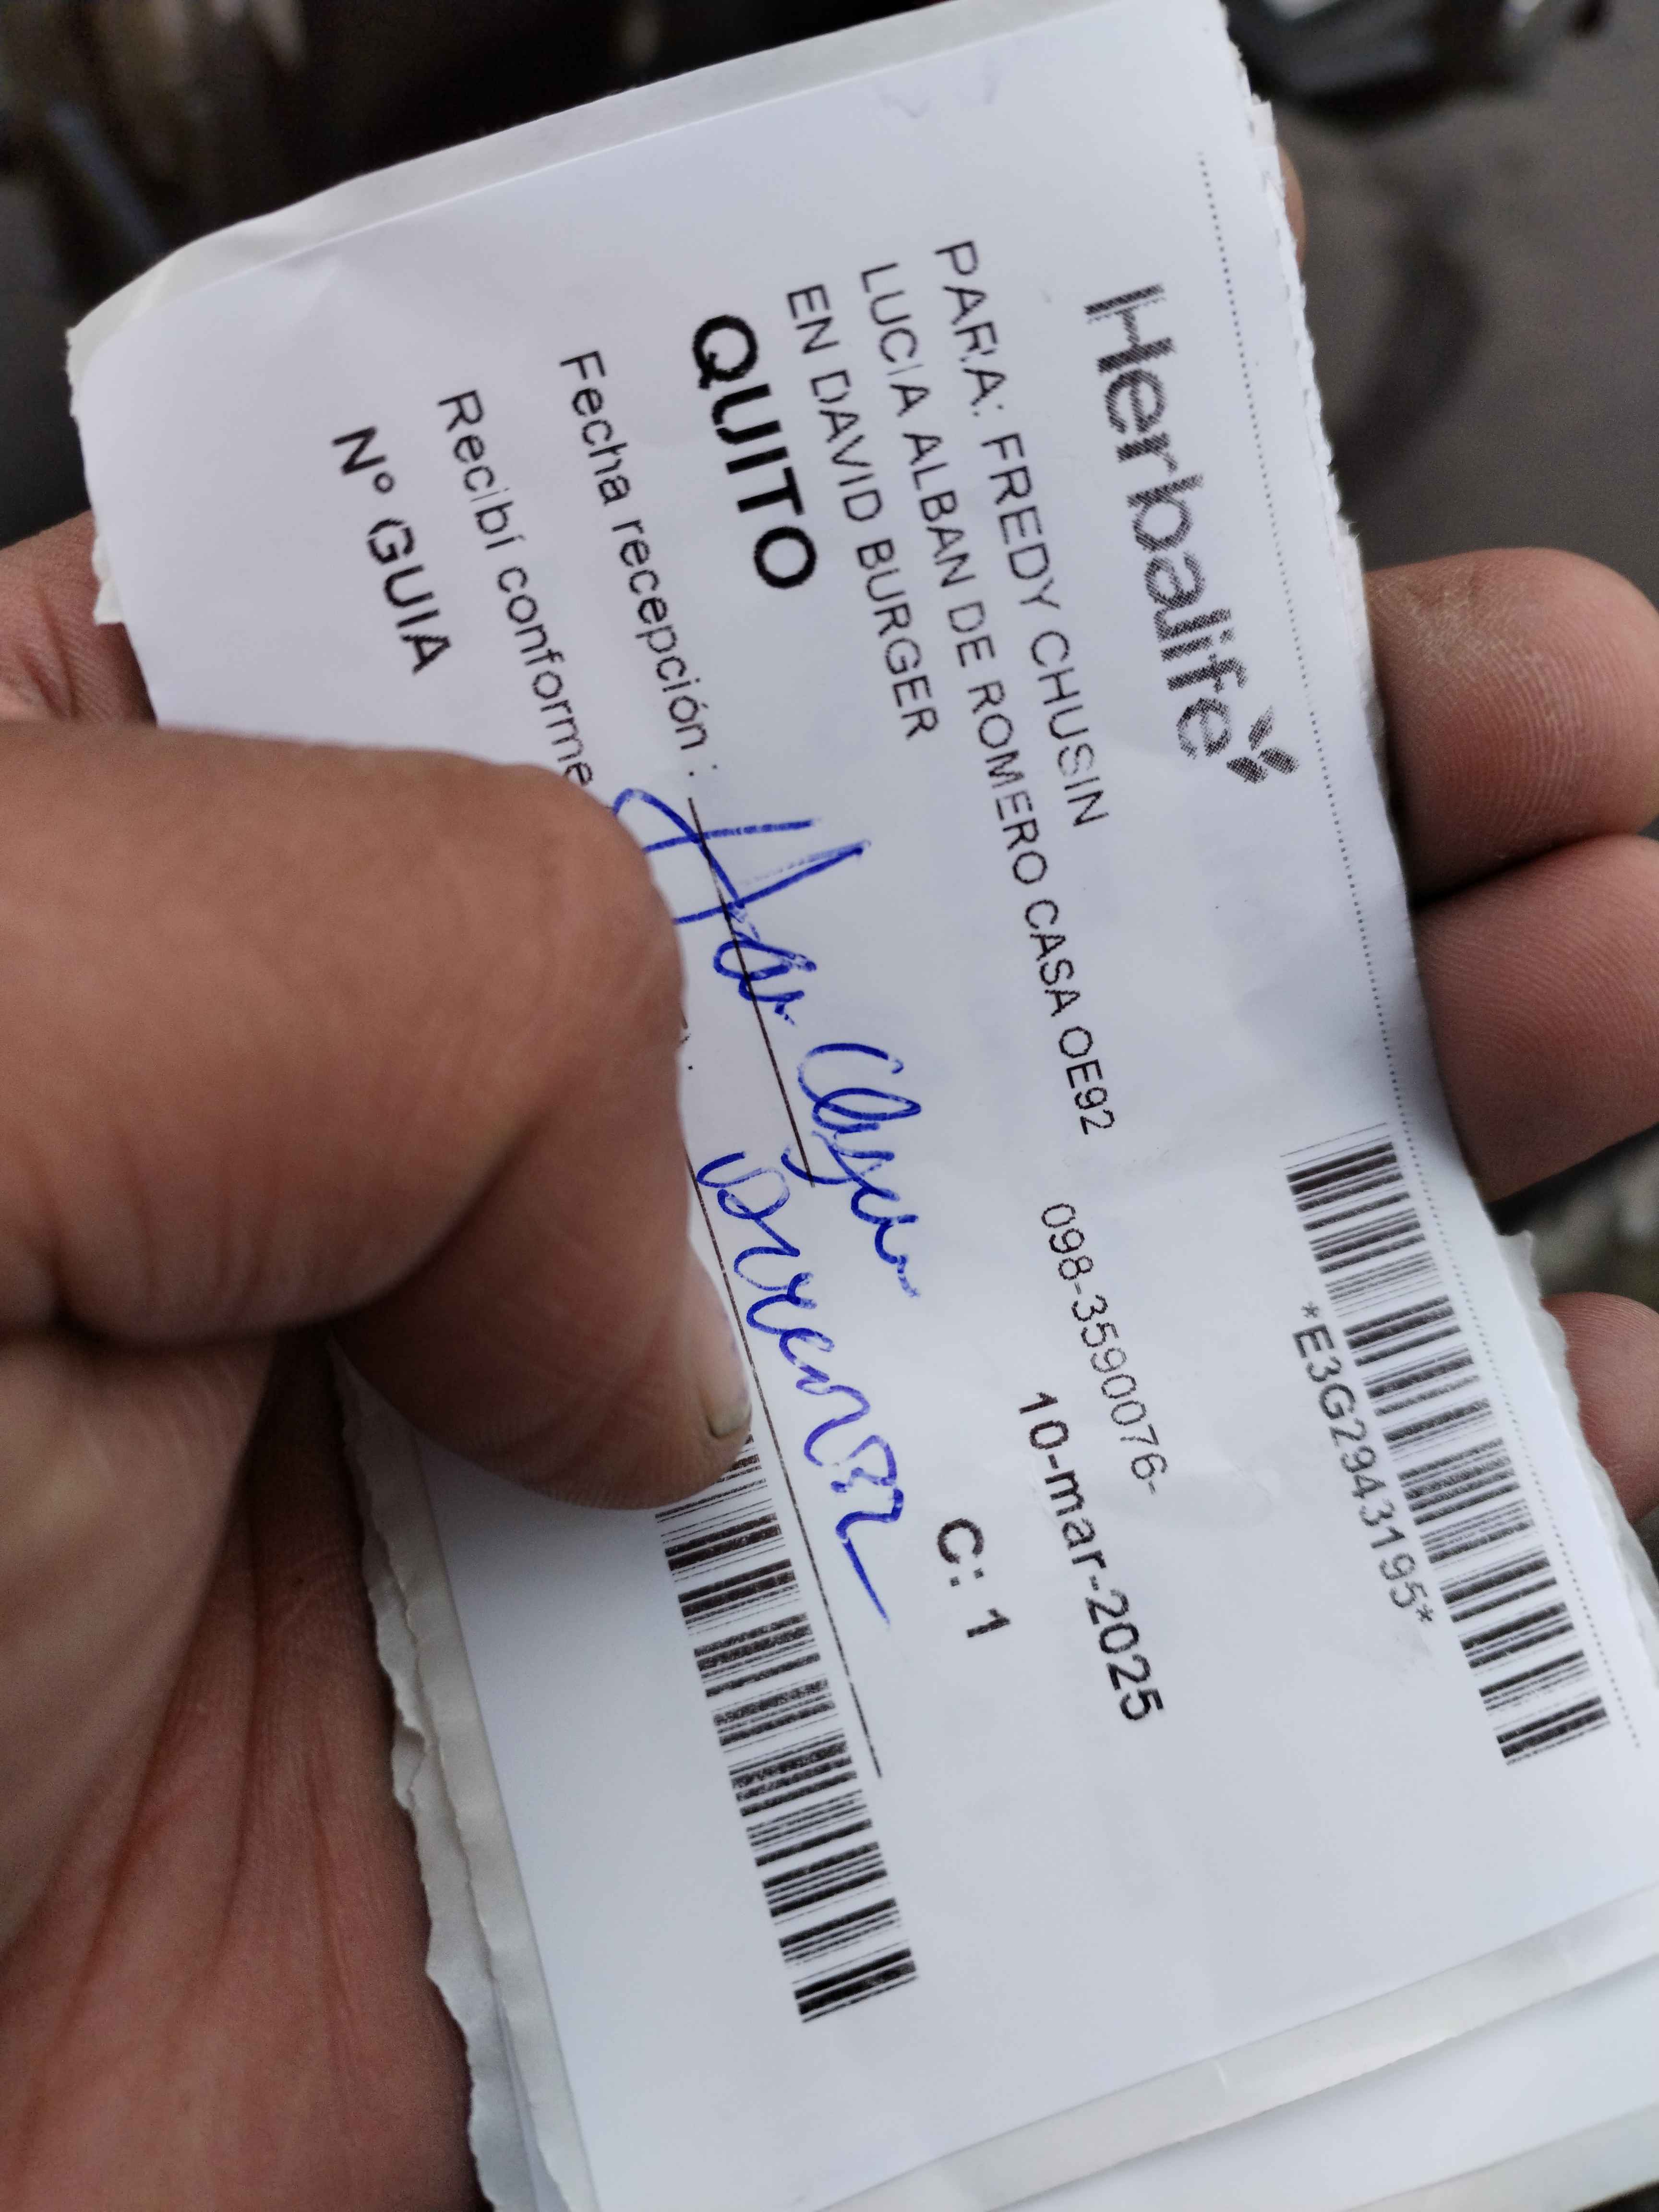 Herbalife
*E3G2943195*
PARA: FREDY CHUSIN
LUCIA ALBAN DE ROMERO CASA OE92 098-3590076-
EN DAVID BURGER
10-mar-2025
QUITO
C: 1
Fecha recepción :
Recibí conforme
N° GUIA